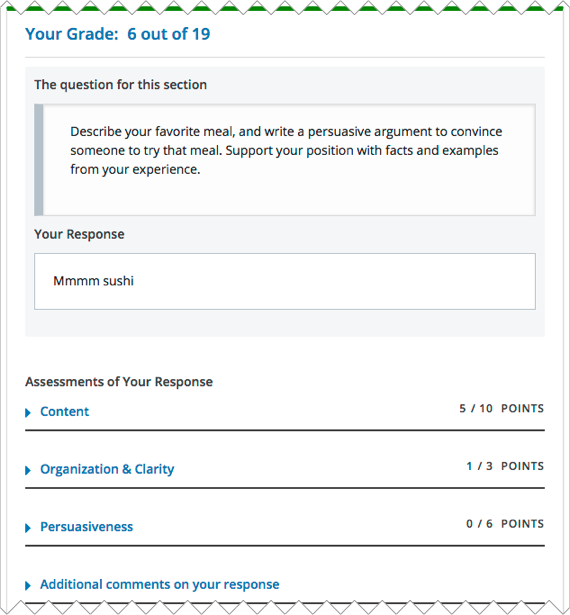 Your Grade: 6 out of 19
The question for this section
Describe your favorite meal, and write a persuasive argument to convince
someone to try that meal. Support your position with facts and examples
from your experience.
Your Response
Mmmm sushi
Assessments of Your Response
Content 5 / 10 POINTS
Organization & Clarity 1 / 3 POINTS
Persuasiveness 0 / 6 POINTS
Additional comments on your response